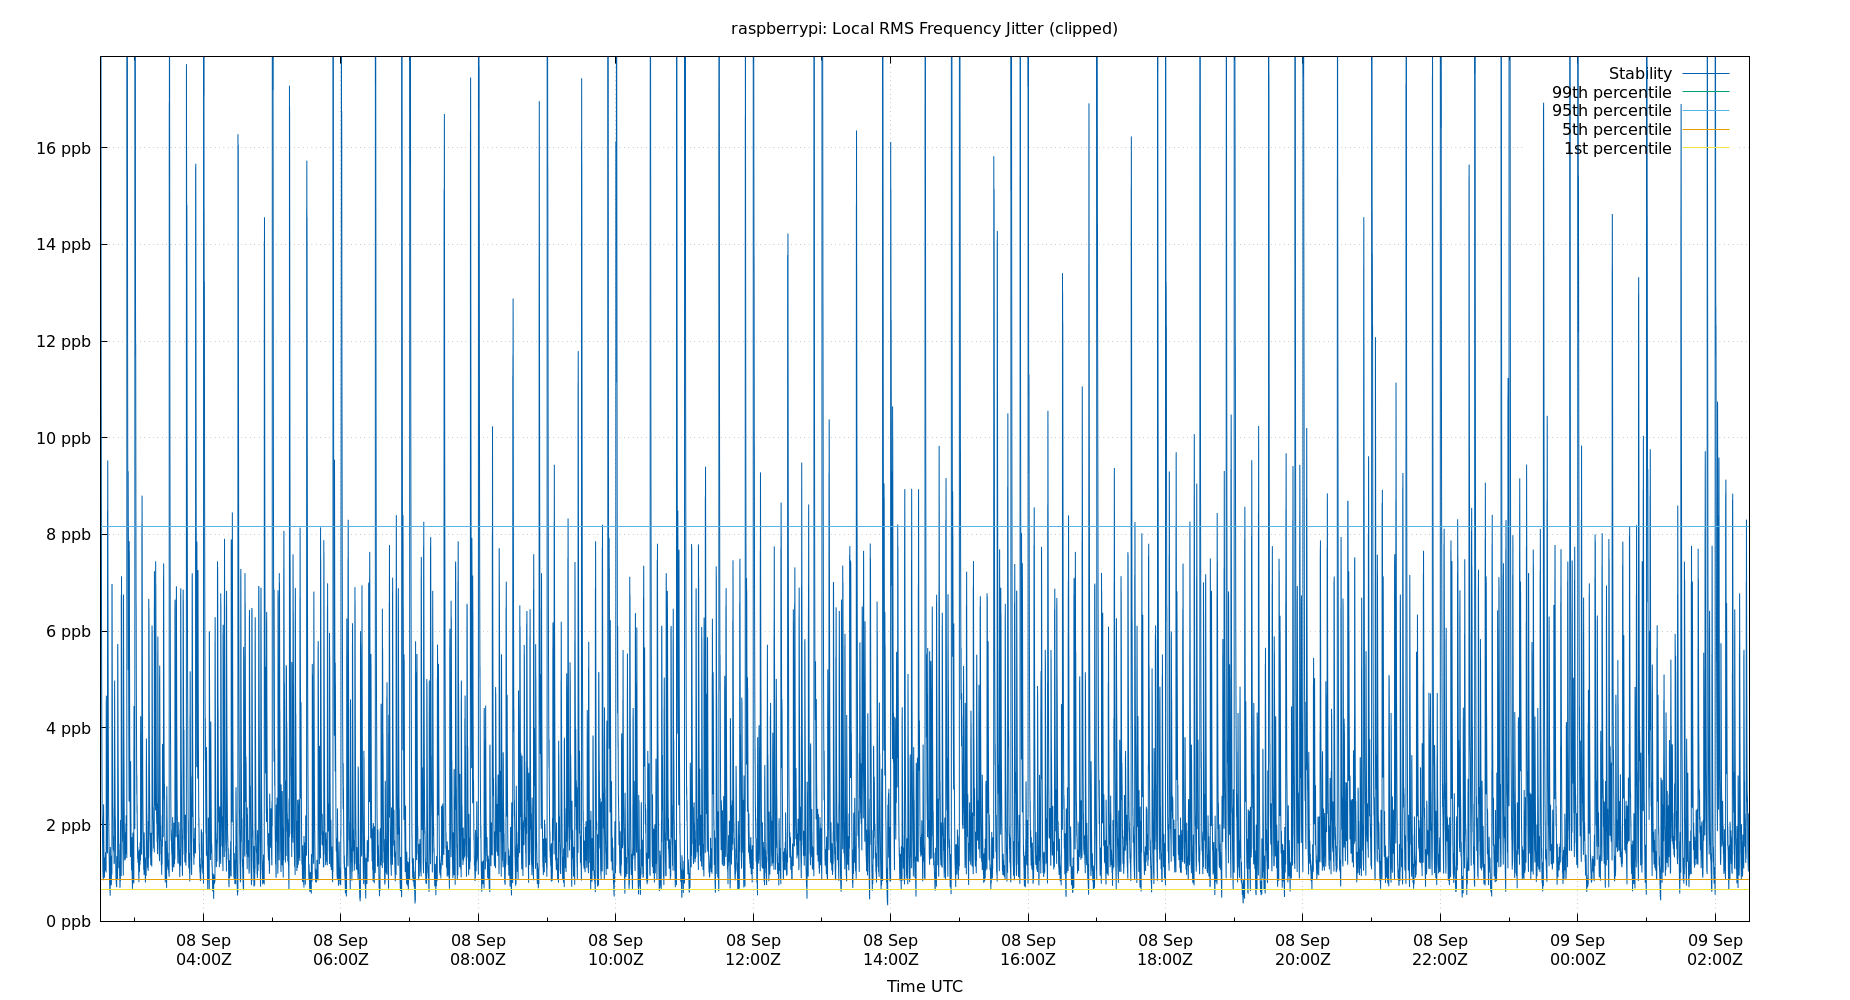 raspberrypi: Local RMS Frequency Jitter (clipped)
Stability
99th percentile
95th percentile
5th percentile
1st percentile
16 ppb
14 ppb
12 ppb
10 ppb
8 ppb
6 ppb
4 ppb
2 ppb
0 ppb
08 Sep 08 Sep 08 Sep 08 Sep 08 Sep 08 Sep 08 Sep 08 Sep 08 Sep 08 Sep 09 Sep 09 Sep
04:00Z 06:00Z 08:00Z 10:00Z 12:00Z 14:00Z 16:00Z 18:00Z 20:00Z 22:00Z 00:00Z 02:00Z
Time UTC